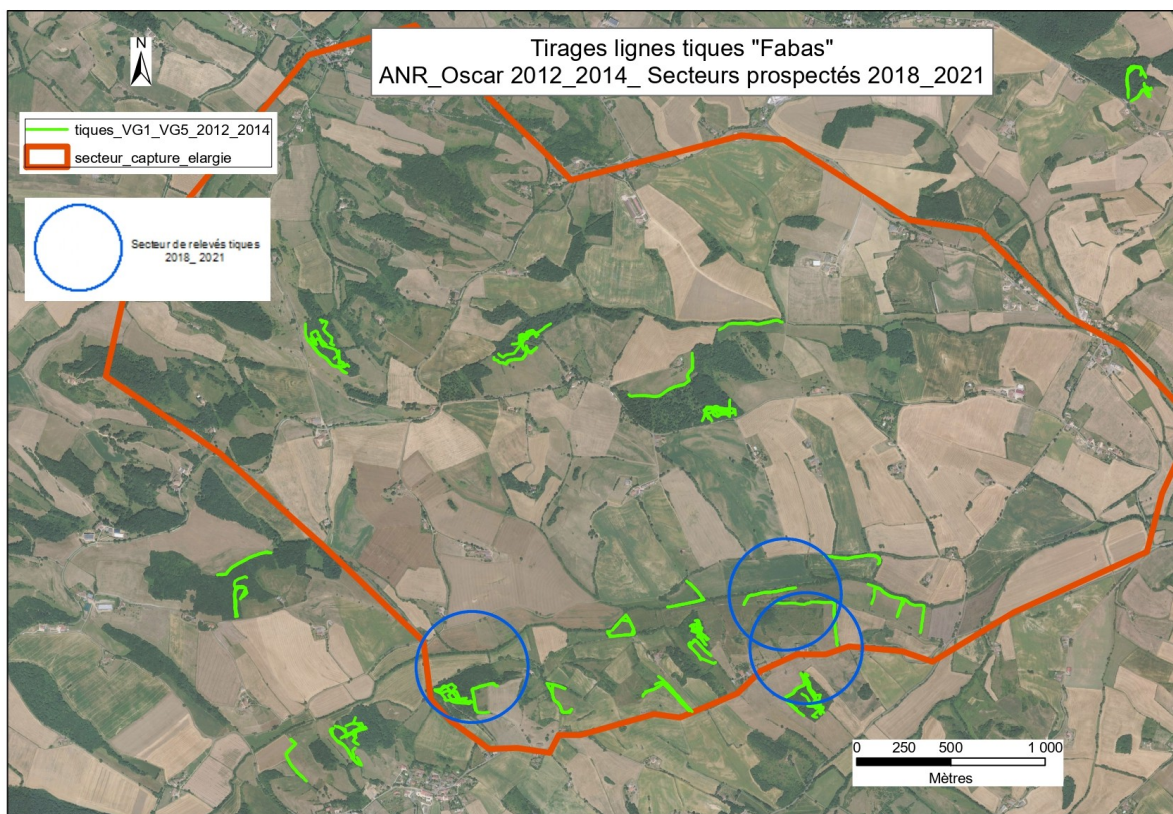 Tirages lignes tiques "Fabas"
ANR_Oscar 2012_2014_ Secteurs prospectés 2018_2021
N
tiques_VG1_VG5_2012_2014
secteur_capture_elargie
Secteur de relevés tiques
2018_ 2021
0 250 500 1 000
Mètres